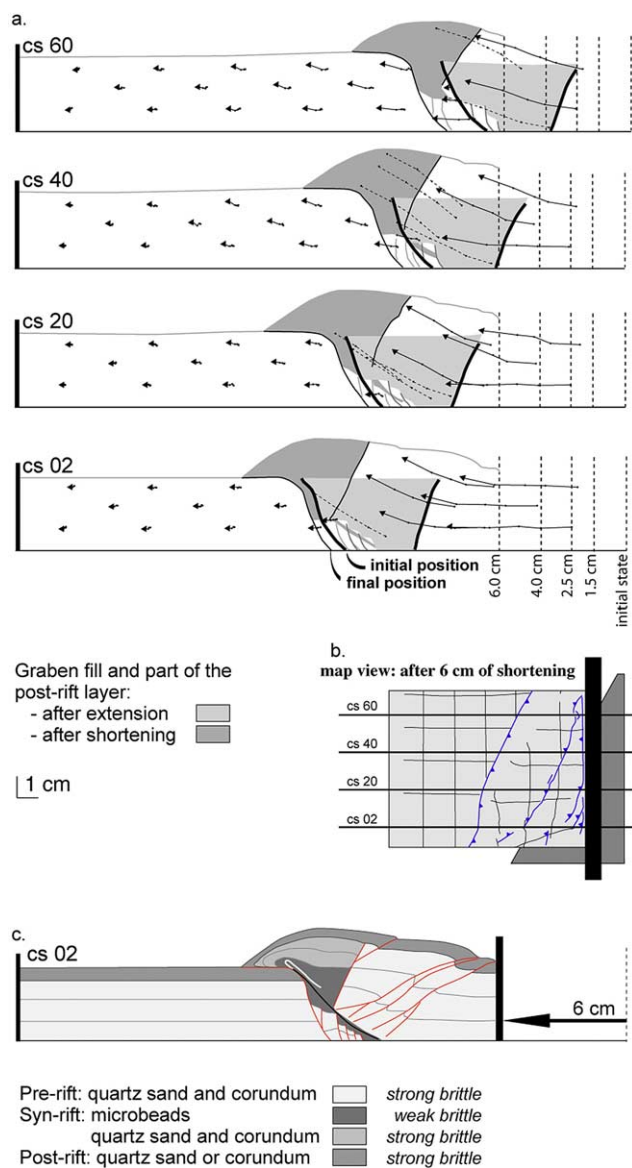 a.
cs 60
cs 40
cs 20
cs 02
initial position
final position
6.0 cm
4.0 cm
2.5 cm
1.5 cm
initial state
Graben fill and part of the
post-rift layer:
- after extension
- after shortening
1 cm
b.
map view: after 6 cm of shortening
cs 60
cs 40
cs 20
cs 02
c.
cs 02
6 cm
Pre-rift: quartz sand and corundum strong brittle
Syn-rift: microbeads weak brittle
quartz sand and corundum strong brittle
Post-rift: quartz sand or corundum strong brittle